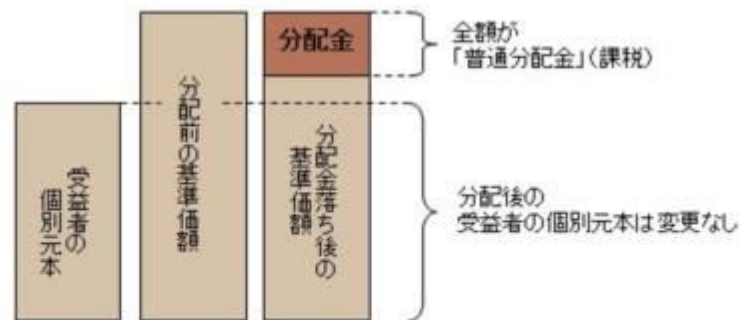 受益者の
個別元本
分配前の基準価額
分配金
分配金落ち後の
基準価額
全額が
「普通分配金」(課税)
分配後の
受益者の個別元本は変更なし